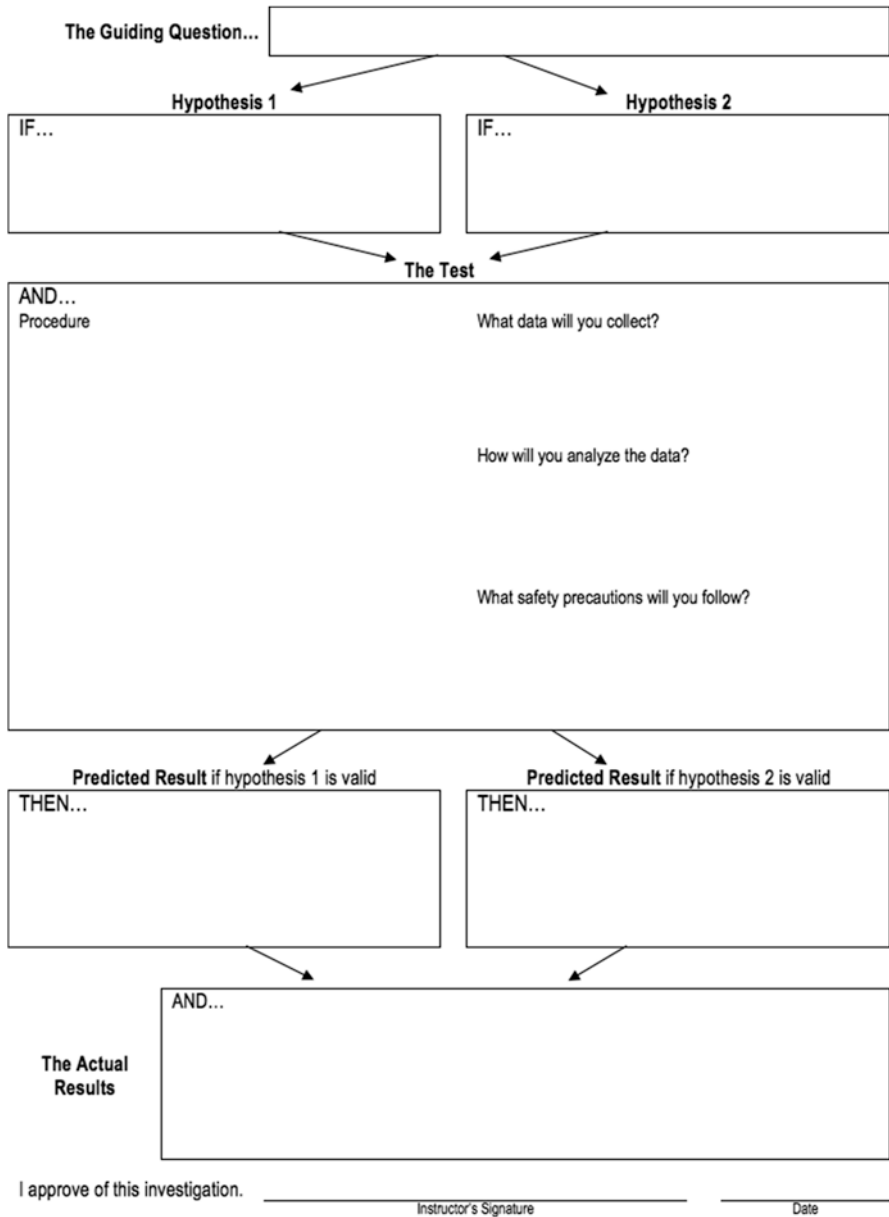 The Guiding Question…
Hypothesis 1
Hypothesis 2
IF…
IF…
The Test
AND…
Procedure
What data will you collect?
How will you analyze the data?
What safety precautions will you follow?
Predicted Result if hypothesis 1 is valid
Predicted Result if hypothesis 2 is valid
THEN…
THEN…
AND…
The Actual
Results
I approve of this investigation.
Instructor's Signature
Date